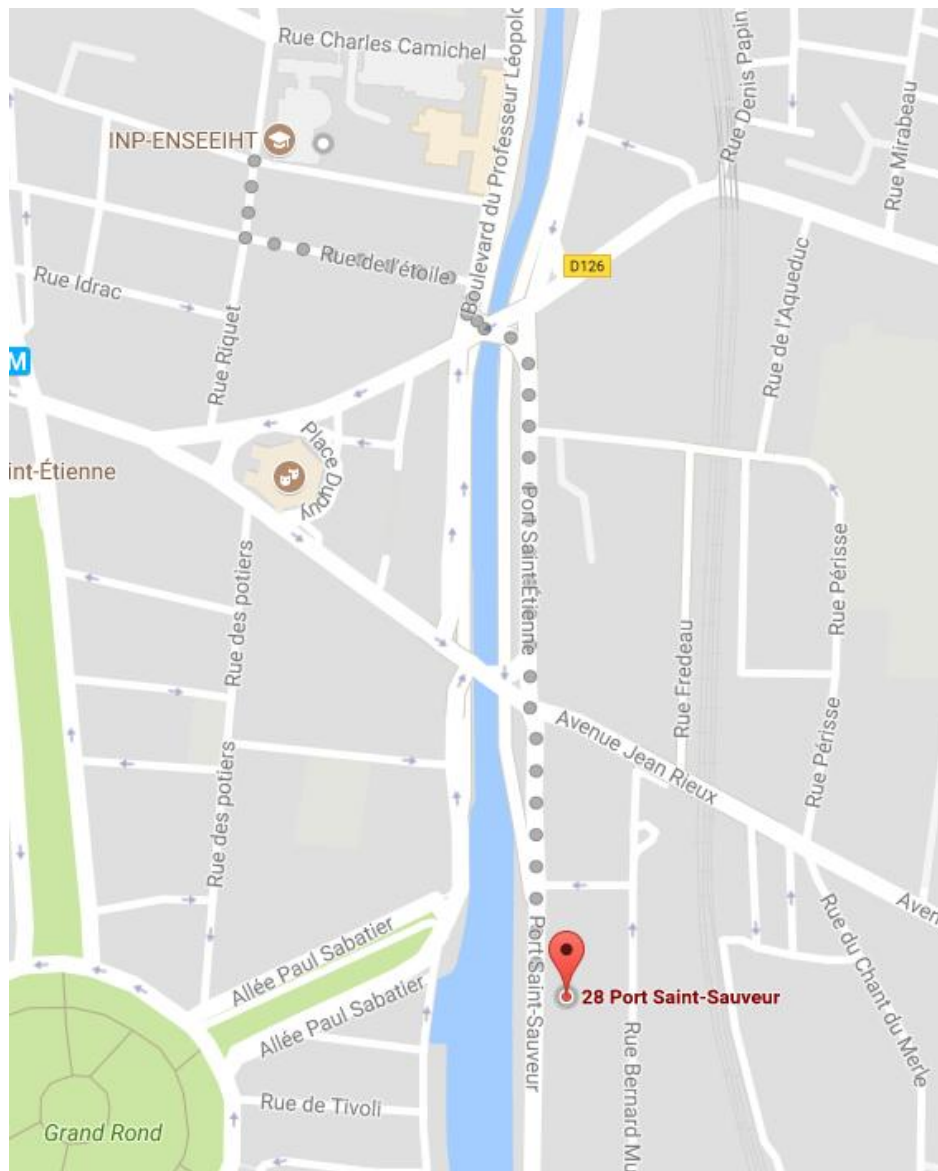 Rue Charles Camichel
Boulevard du Professeur Léopold
Rue Denis Papin
Rue Mirabeau
INP-ENSEEIHT
Rue de l'étoile
D126
Rue Idrac
Rue Riquet
Rue de l'Aqueduc
M
Place Dupuy
int-Étienne
Port Saint-Étienne
Rue des potiers
Rue Périsse
Rue Fredeau
Avenue Jean Rieux
Rue Périsse
Rue des potiers
Aven
Allée Paul Sabatier
Port Saint-Sauveur
28 Port Saint-Sauveur
Rue du Chant du Merle
Allée Paul Sabatier
Rue Bernard Mu
Rue de Tivoli
Grand Rond